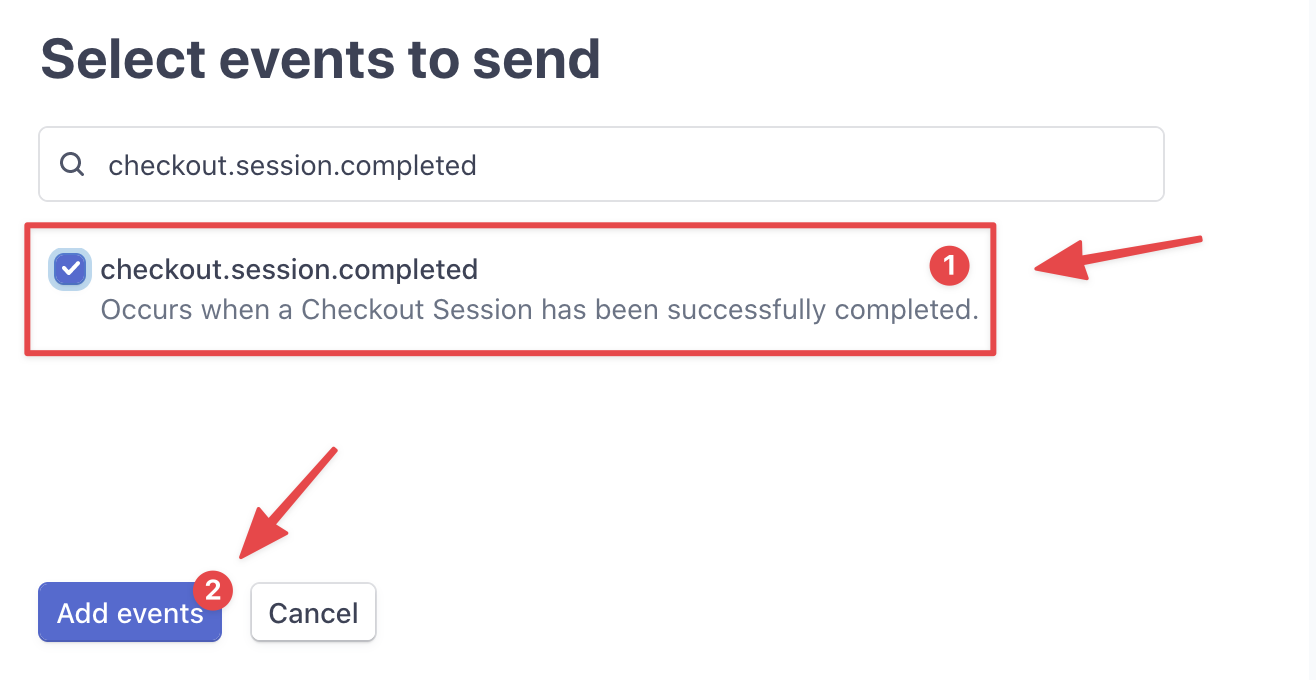 Select events to send
checkout.session.completed
checkout.session.completed
1
Occurs when a Checkout Session has been successfully completed.
2
Add events
Cancel